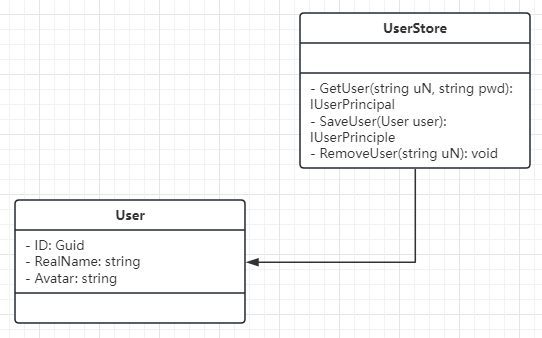 UserStore
- GetUser(string uN, string pwd):
IUserPrincipal
- SaveUser(User user):
IUserPrinciple
- RemoveUser(string uN): void
User
- ID: Guid
- RealName: string
- Avatar: string